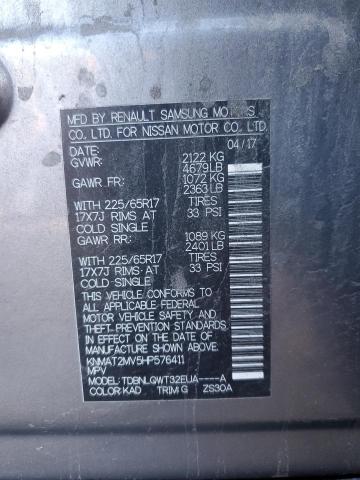 MFD BY RENAULT SAMSUNG MOTORS
CO. LTD. FOR NISSAN MOTOR CO. LTD.
DATE: 04/17
GVWR: 2122 KG
4679 LB
GAWR FR: 1072 KG
2363 LB
WITH 225/65R17 TIRES
17X7J RIMS AT 33 PSI
COLD SINGLE
GAWR RR: 1089 KG
2401 LB
WITH 225/65R17 TIRES
17X7J RIMS AT 33 PSI
COLD SINGLE
THIS VEHICLE CONFORMS TO ALL
APPLICABLE U.S. FEDERAL
MOTOR VEHICLE SAFETY, BUMPER,
AND THEFT PREVENTION STANDARDS
IN EFFECT ON THE DATE OF
MANUFACTURE SHOWN ABOVE.
KNMAT2MV5HP576411
MPV
MODEL: TDBNLQWT32EUA----A
COLOR: KAD TRIM: G ZS30A